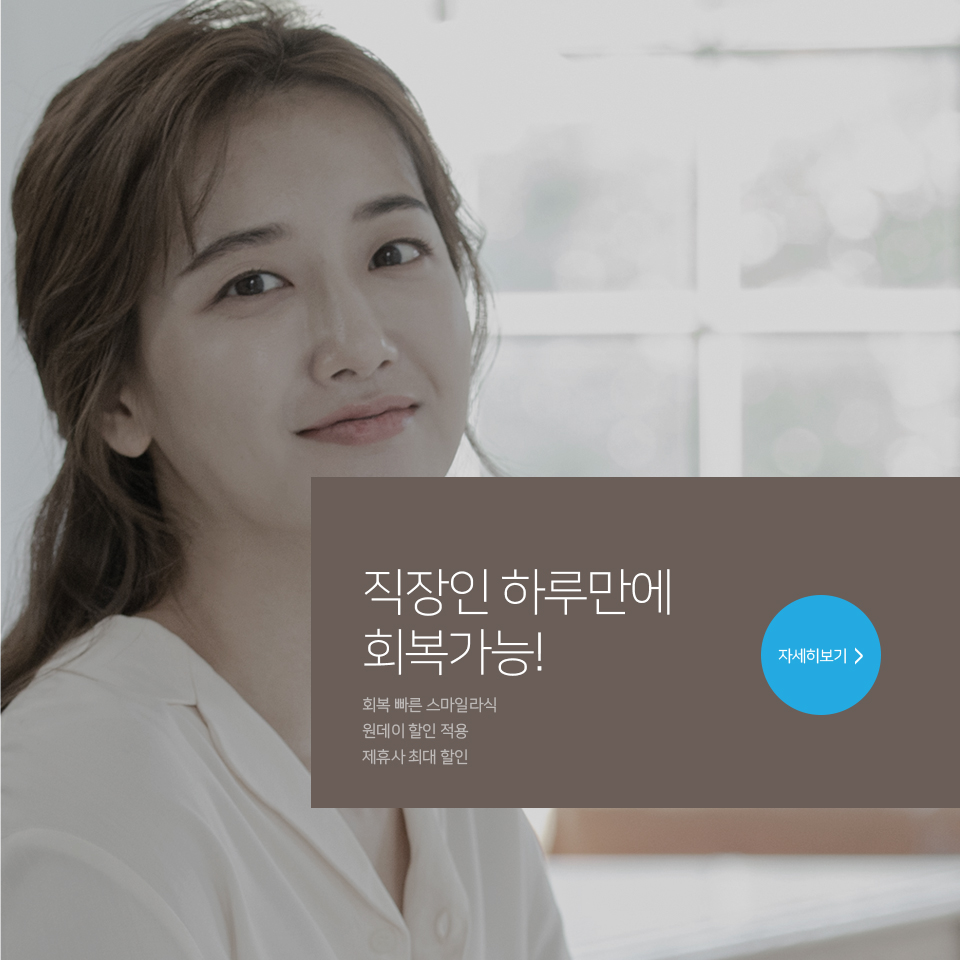 직장인 하루만에
회복가능!
회복 빠른 스마일라식
원데이 할인 적용
제휴사 최대 할인
자세히보기